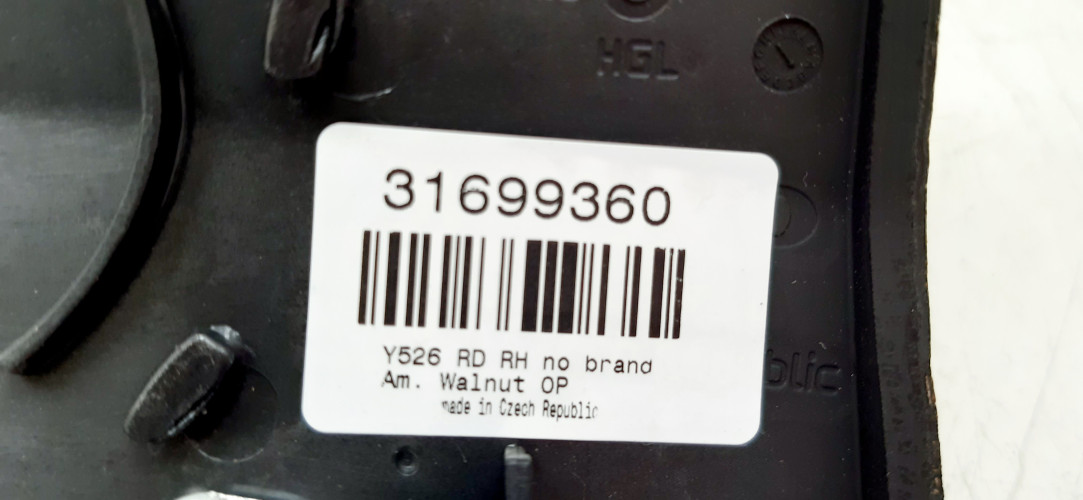 HGL
31699360
Y526 RD RH no brand
Am. Walnut OP
made in Czech Republic
blic